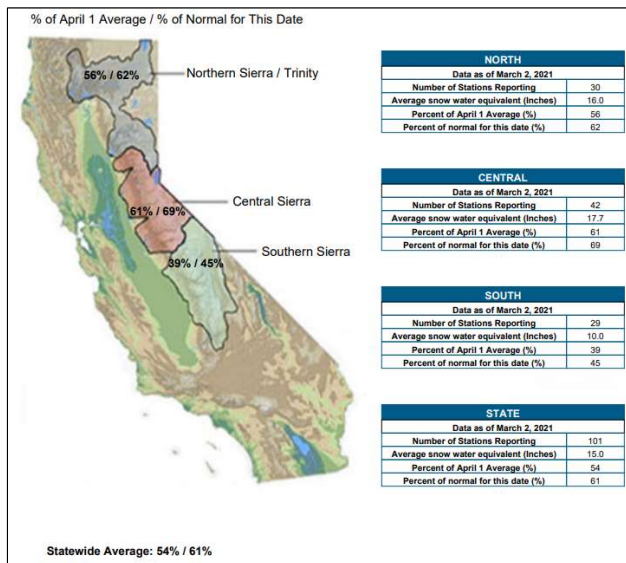 % of April 1 Average / % of Normal for This Date
56% / 62%
Northern Sierra / Trinity
61% / 69%
Central Sierra
39% / 45%
Southern Sierra
Statewide Average: 54% / 61%
NORTH
Data as of March 2, 2021
Number of Stations Reporting 30
Average snow water equivalent (Inches) 16.0
Percent of April 1 Average (%) 56
Percent of normal for this date (%) 62
CENTRAL
Data as of March 2, 2021
Number of Stations Reporting 42
Average snow water equivalent (Inches) 17.7
Percent of April 1 Average (%) 61
Percent of normal for this date (%) 69
SOUTH
Data as of March 2, 2021
Number of Stations Reporting 29
Average snow water equivalent (Inches) 10.0
Percent of April 1 Average (%) 39
Percent of normal for this date (%) 45
STATE
Data as of March 2, 2021
Number of Stations Reporting 101
Average snow water equivalent (Inches) 15.0
Percent of April 1 Average (%) 54
Percent of normal for this date (%) 61